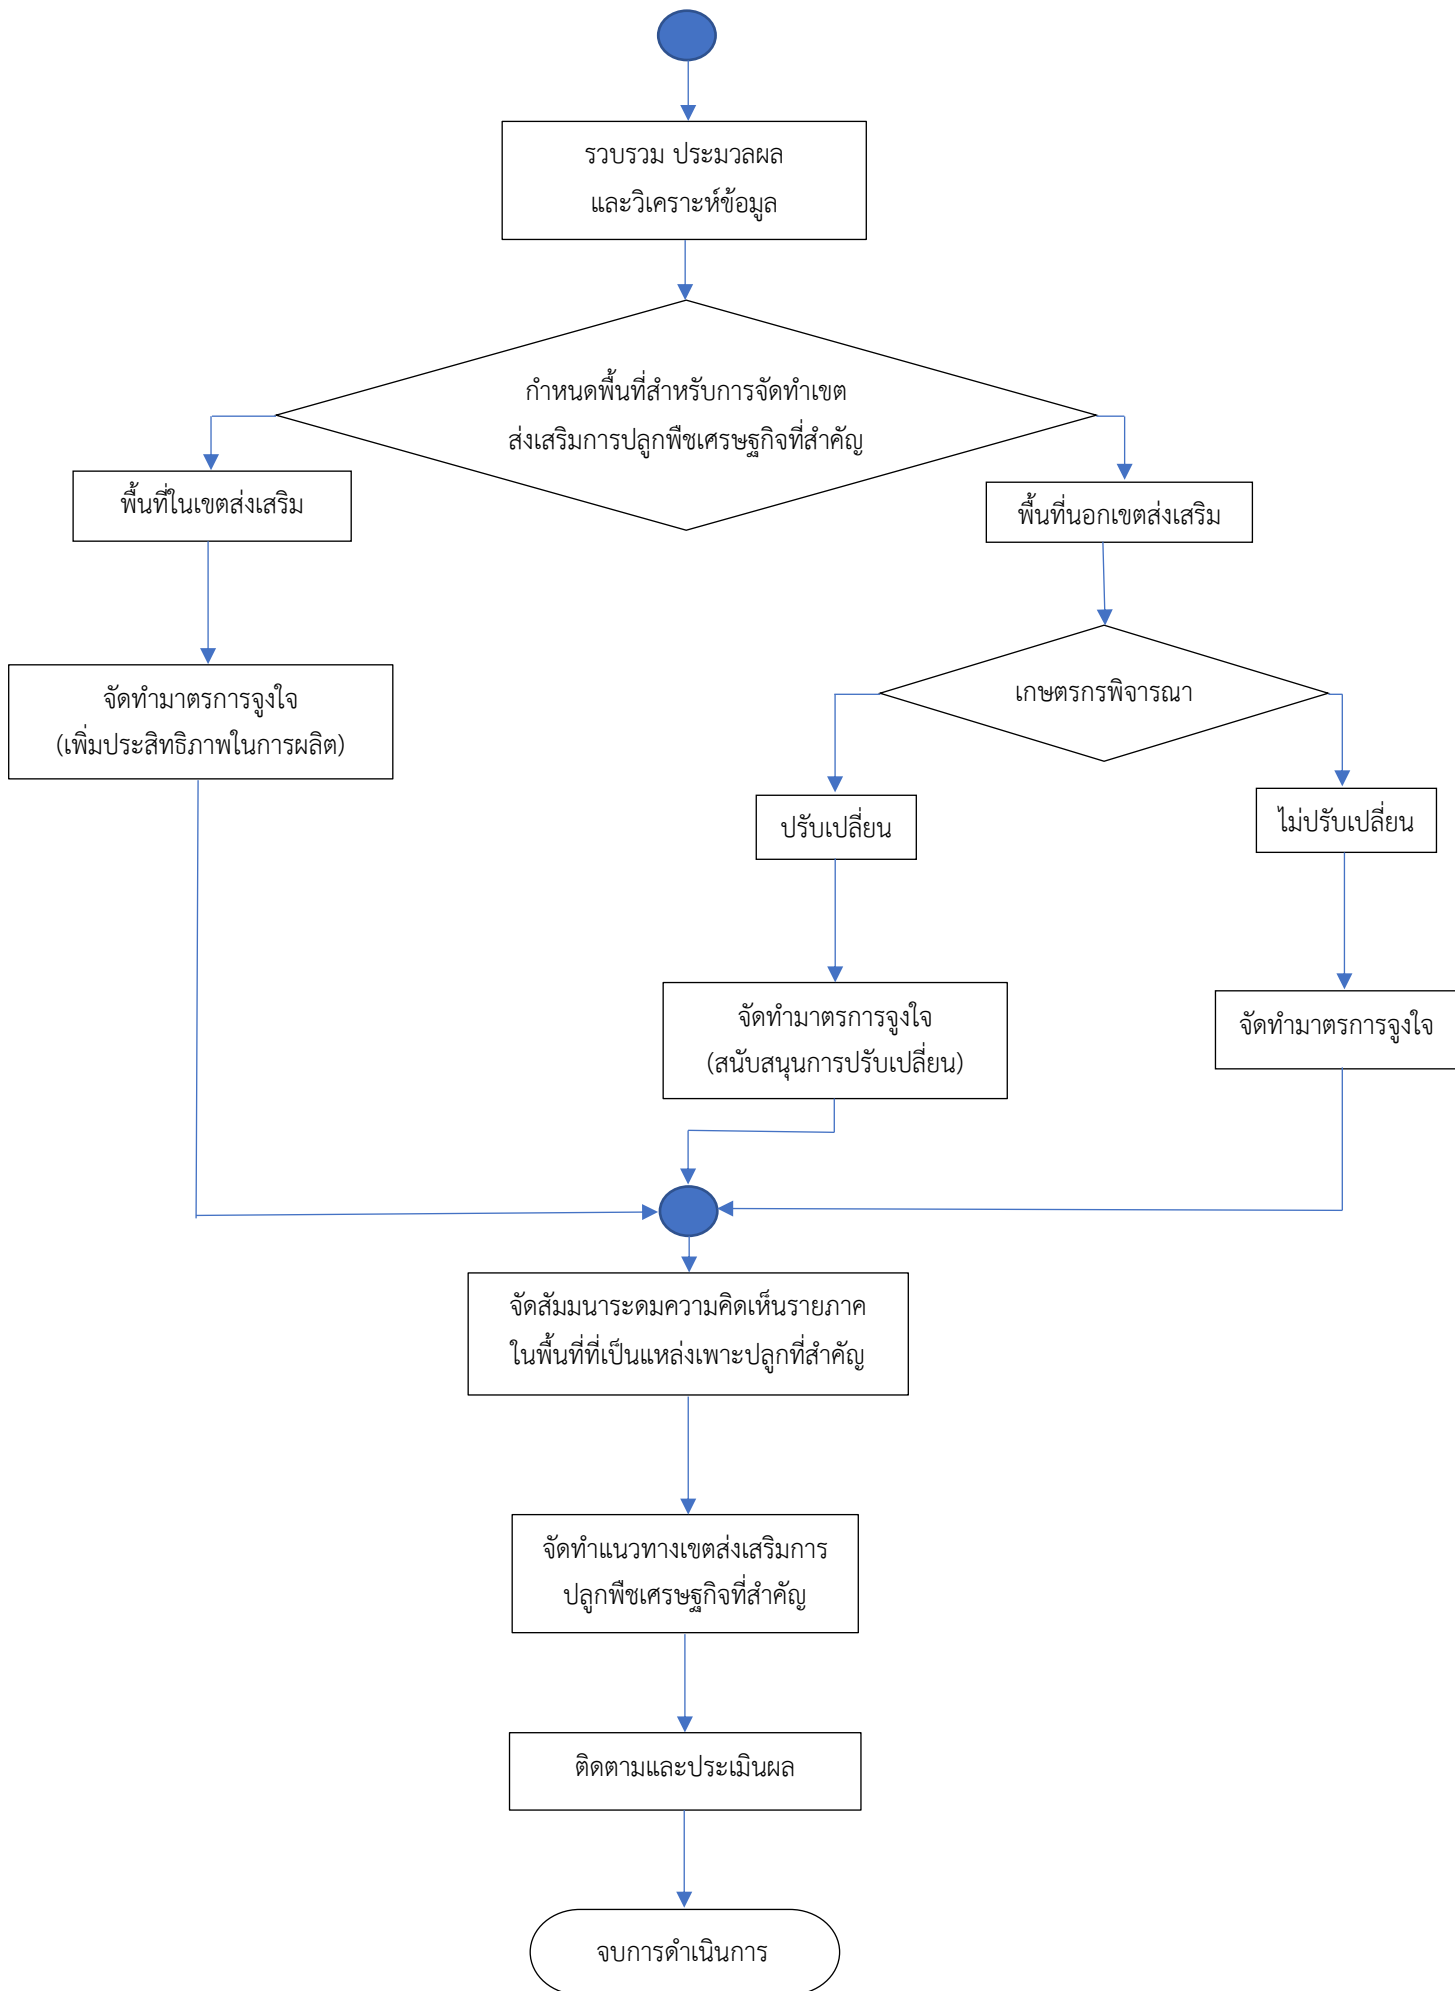 รวบรวม ประมวลผล
และวิเคราะห์ข้อมูล
กำหนดพื้นที่สำหรับการจัดทำเขต
ส่งเสริมการปลูกพืชเศรษฐกิจที่สำคัญ
พื้นที่ในเขตส่งเสริม
พื้นที่นอกเขตส่งเสริม
จัดทำมาตรการจูงใจ
(เพิ่มประสิทธิภาพในการผลิต)
เกษตรกรพิจารณา
ปรับเปลี่ยน
ไม่ปรับเปลี่ยน
จัดทำมาตรการจูงใจ
(สนับสนุนการปรับเปลี่ยน)
จัดทำมาตรการจูงใจ
จัดสัมมนาระดมความคิดเห็นรายภาค
ในพื้นที่ที่เป็นแหล่งเพาะปลูกที่สำคัญ
จัดทำแนวทางเขตส่งเสริมการ
ปลูกพืชเศรษฐกิจที่สำคัญ
ติดตามและประเมินผล
จบการดำเนินการ